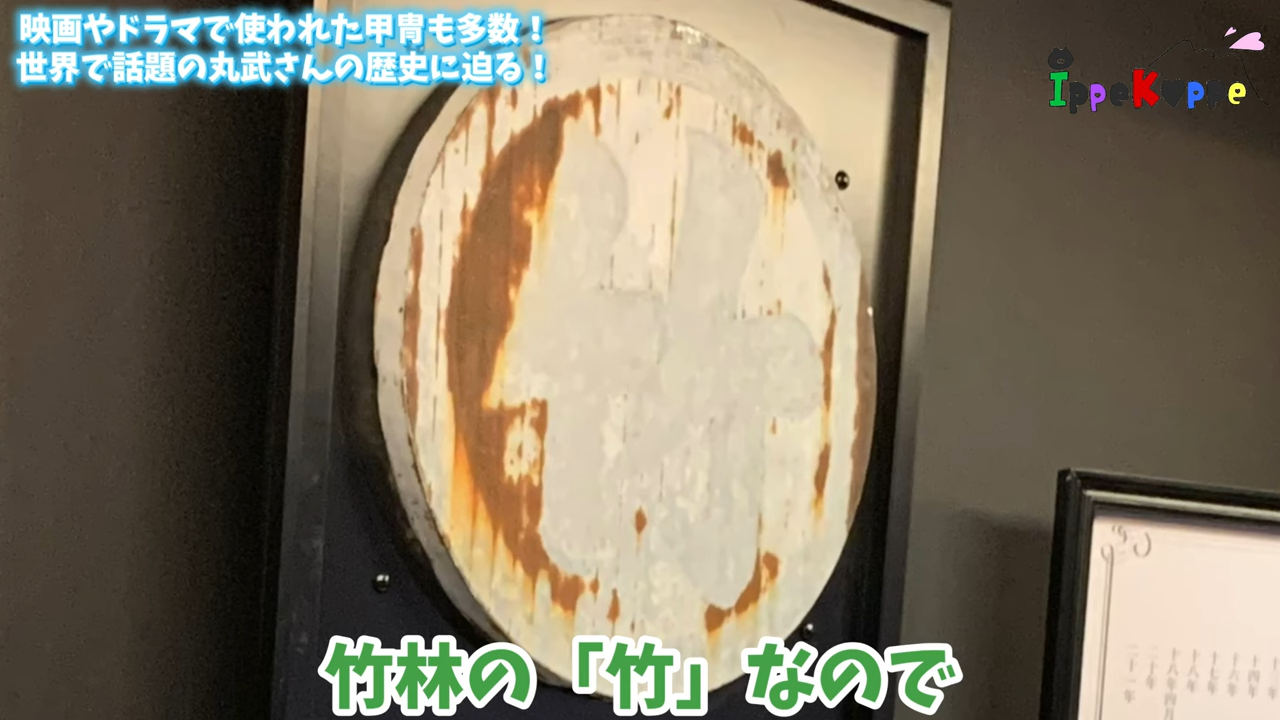 映画やドラマで使われた甲冑も多数！
世界で話題の丸武さんの歴史に迫る！
IppeKoppe
竹林の「竹」なので